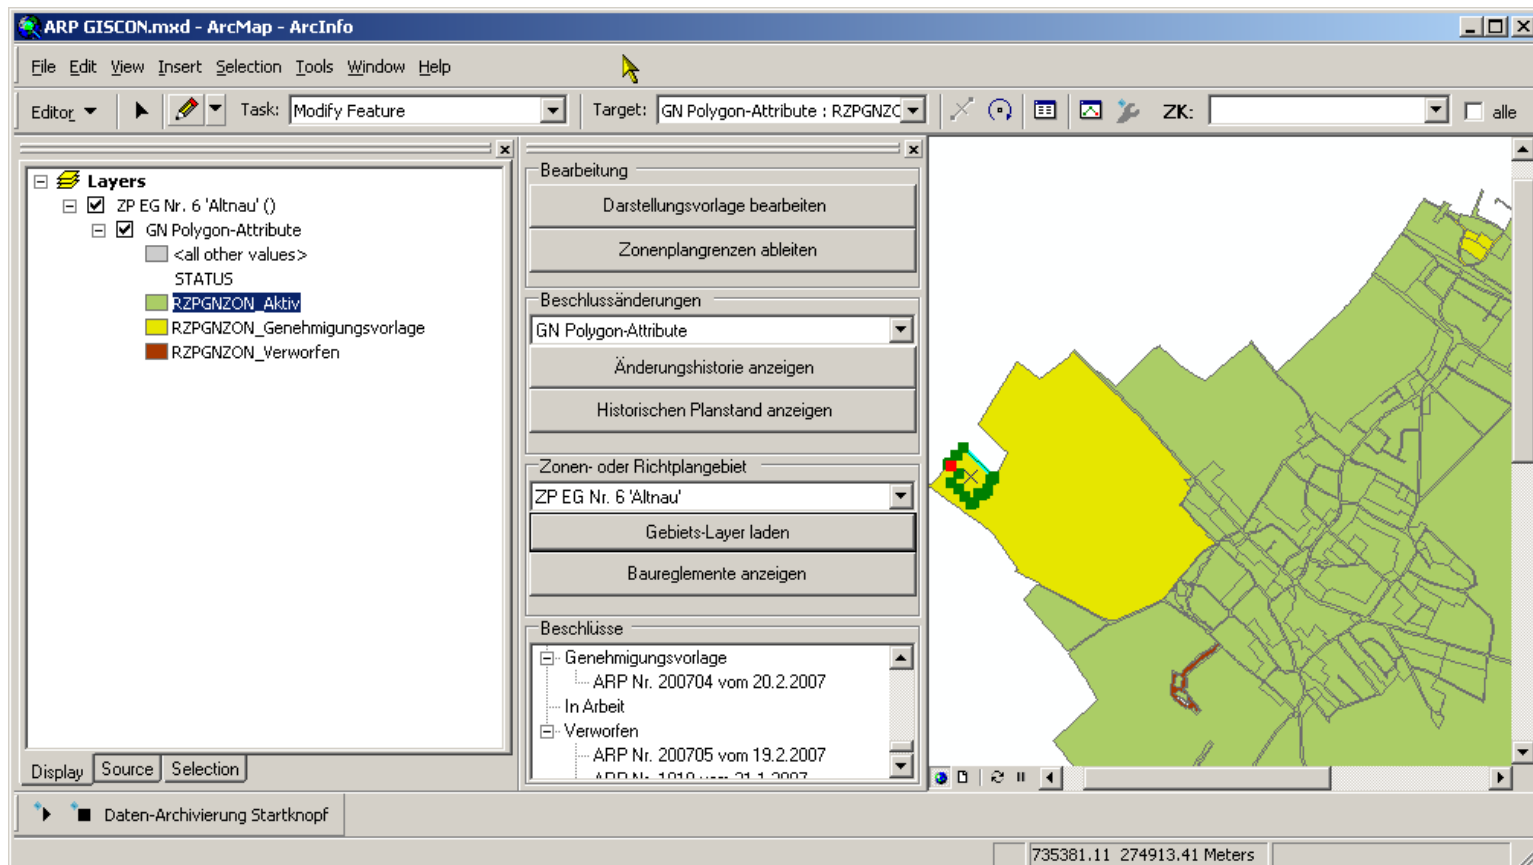 ARP GISCON.mxd - ArcMap - ArcInfo
File Edit View Insert Selection Tools Window Help
Editor Task: Modify Feature Target: GN Polygon-Attribute : RZPGNZC ZK: alle
Layers
ZP EG Nr. 6 'Altnau' ()
GN Polygon-Attribute
<all other values>
STATUS
RZPGNZON_Aktiv
RZPGNZON_Genehmigungsvorlage
RZPGNZON_Verworfen
Display Source Selection
Bearbeitung
Darstellungsvorlage bearbeiten
Zonenplangrenzen ableiten
Beschlussänderungen
GN Polygon-Attribute
Änderungshistorie anzeigen
Historischen Planstand anzeigen
Zonen- oder Richtplangebiet
ZP EG Nr. 6 'Altnau'
Gebiets-Layer laden
Baureglemente anzeigen
Beschlüsse
Genehmigungsvorlage
ARP Nr. 200704 vom 20.2.2007
In Arbeit
Verworfen
ARP Nr. 200705 vom 19.2.2007
Daten-Archivierung Startknopf
735381.11 274913.41 Meters